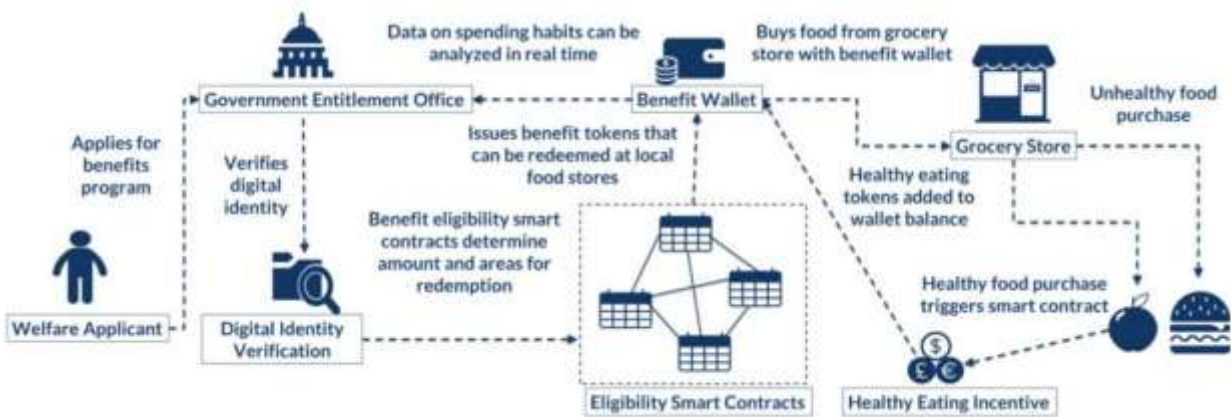 Data on spending habits can be
analyzed in real time
Buys food from grocery
store with benefit wallet
Government Entitlement Office
Benefit Wallet
Unhealthy food
purchase
Applies for
benefits
program
Verifies
digital
identity
Issues benefit tokens that
can be redeemed at local
food stores
Grocery Store
Healthy eating
tokens added to
wallet balance
Benefit eligibility smart
contracts determine
amount and areas for
redemption
Healthy food purchase
triggers smart contract
Welfare Applicant
Digital Identity
Verification
$
£ €
Eligibility Smart Contracts
Healthy Eating Incentive